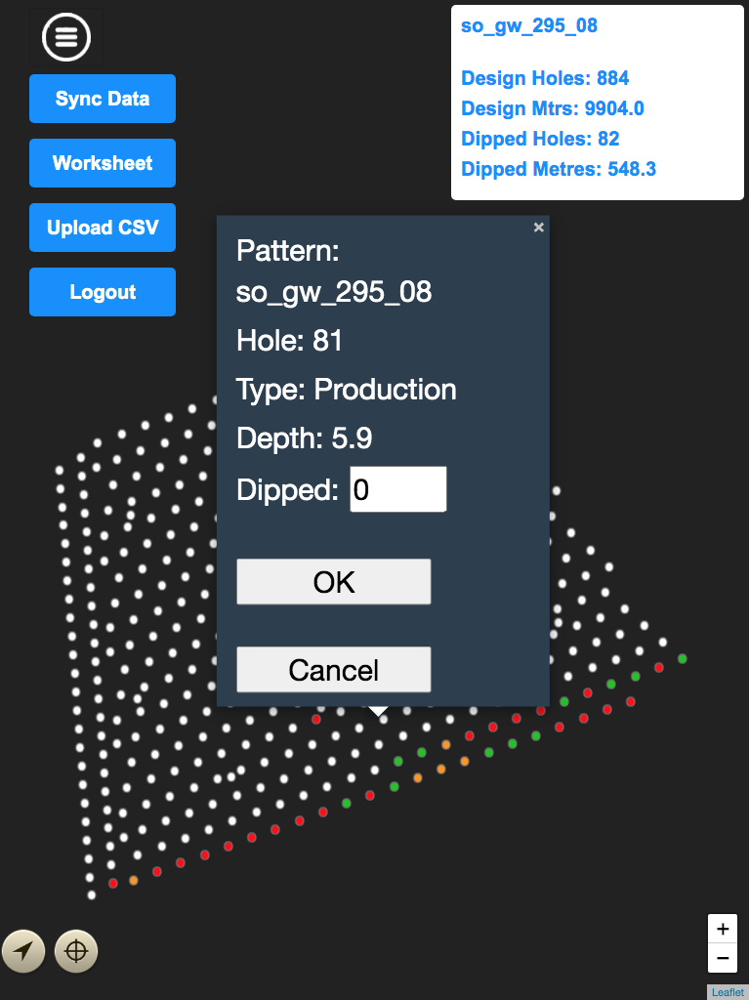 so_gw_295_08
Design Holes: 884
Design Mtrs: 9904.0
Dipped Holes: 82
Dipped Metres: 548.3
Sync Data
Worksheet
Upload CSV
Logout
×
Pattern:
so_gw_295_08
Hole: 81
Type: Production
Depth: 5.9
Dipped: 0
OK
Cancel
+
−
Leaflet